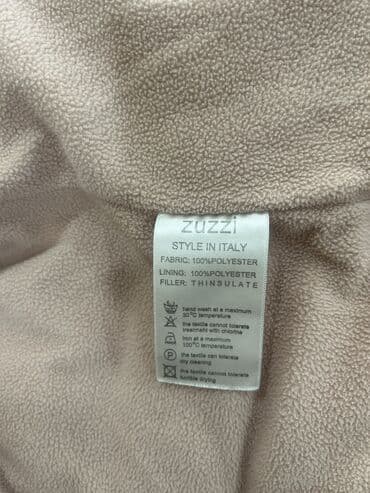 zuzzi
STYLE IN ITALY
FABRIC: 100%POLYESTER
LINING: 100%POLYESTER
FILLER: THINSULATE
hand wash at a maximum
30°C temperature
the textile cannot tolerate
treatment with chlorine
iron at a maximum
100°C temperature
P
the textile can tolerate
dry cleaning
the textile cannot tolerate
tumble drying